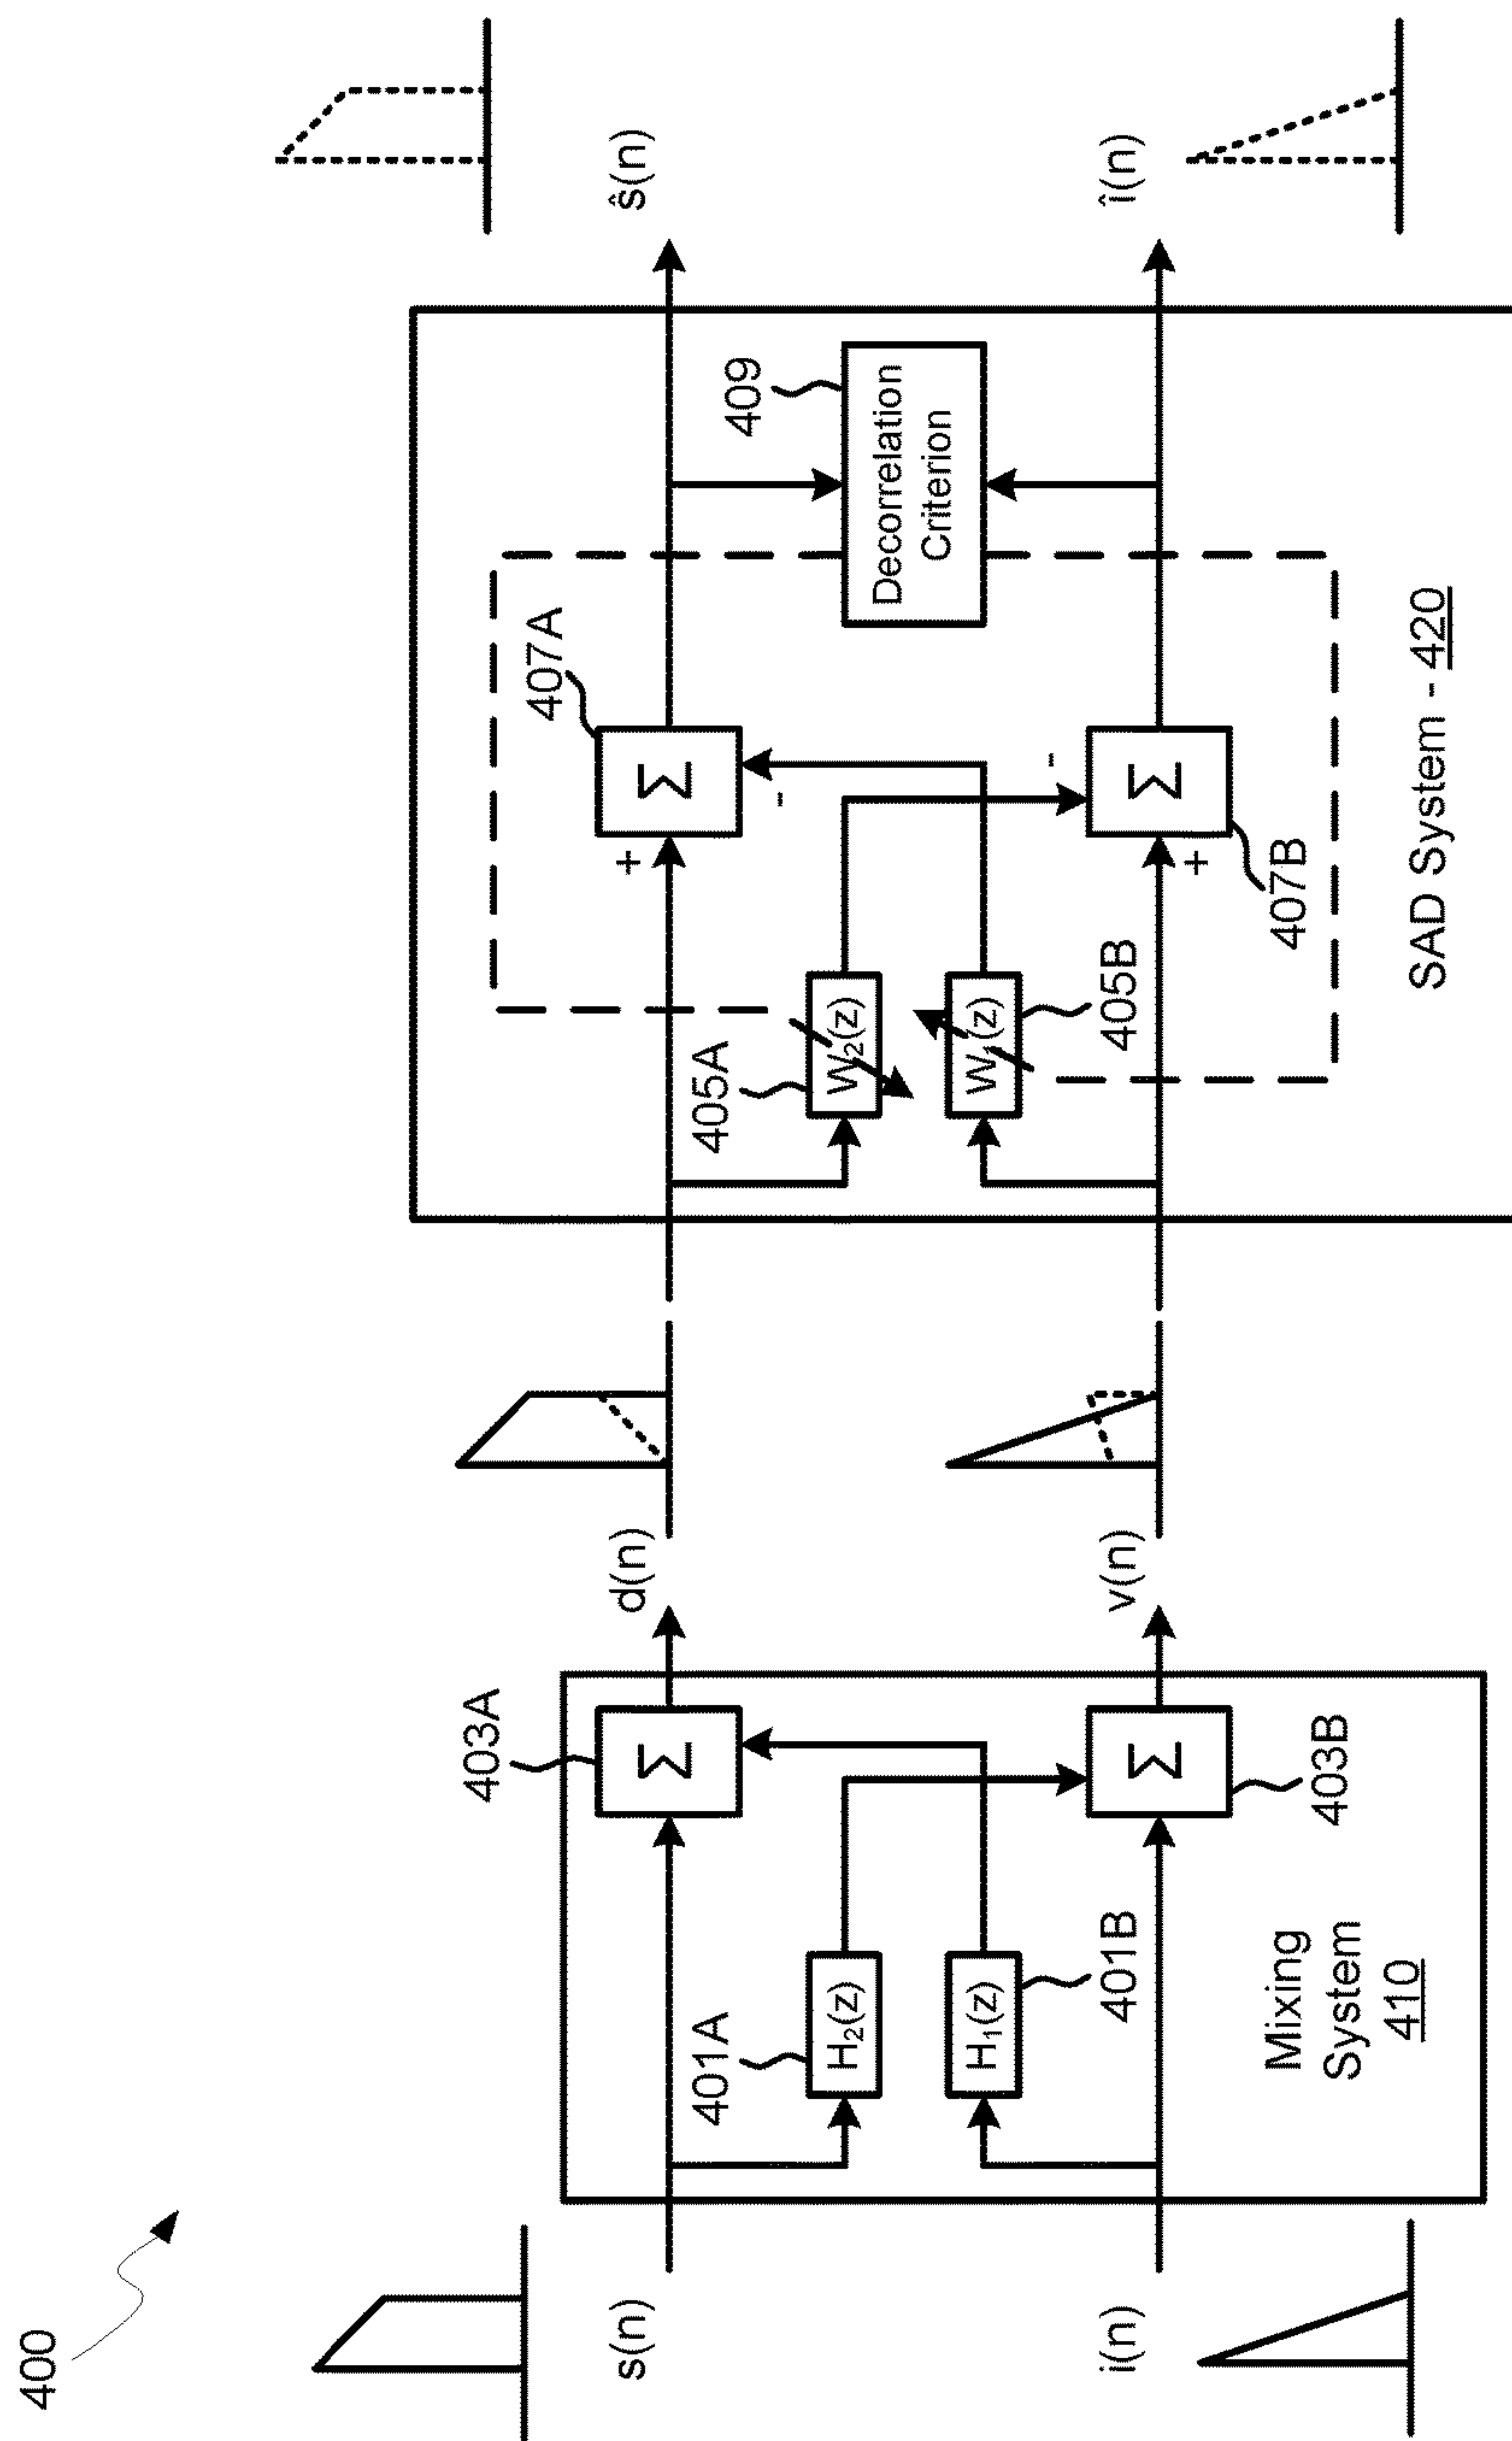 400
s(n)
i(n)
401A
H₂(z)
H₁(z)
401B
Mixing
System
410
403A
Σ
Σ
403B
d(n)
v(n)
405A
W₂(z)
W₁(z)
405B
407A
+
Σ
-
-
Σ
+
407B
409
Decorrelation
Criterion
SAD System - 420
ŝ(n)
î(n)